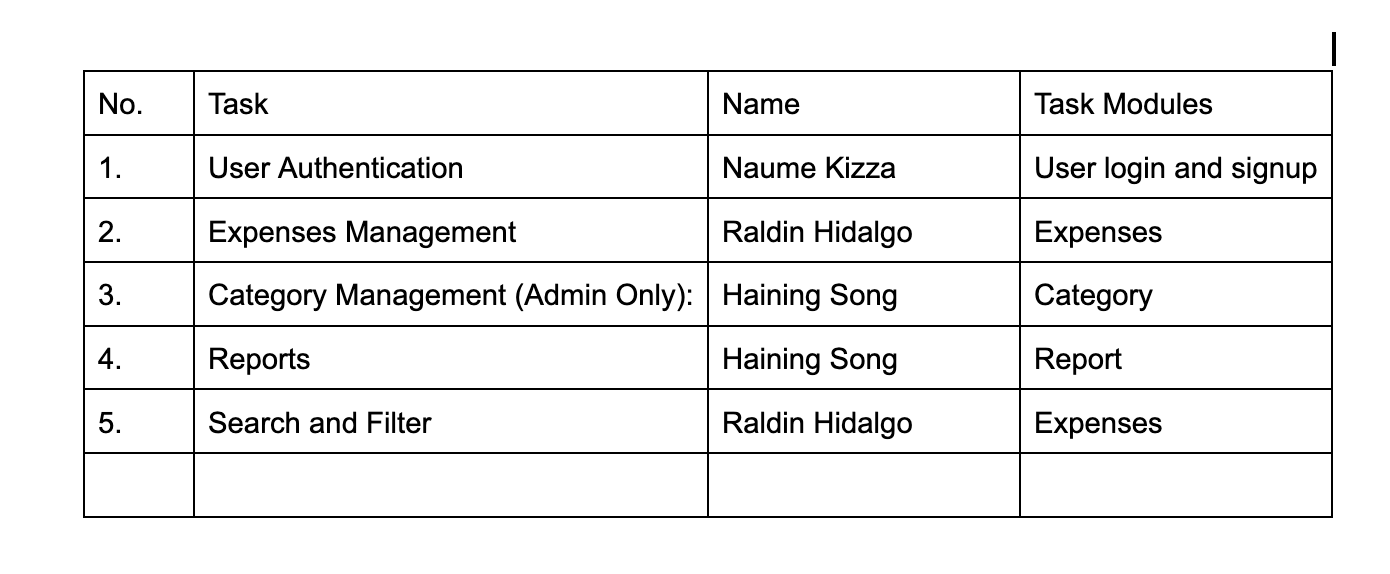 No. Task Name Task Modules
1. User Authentication Naume Kizza User login and signup
2. Expenses Management Raldin Hidalgo Expenses
3. Category Management (Admin Only): Haining Song Category
4. Reports Haining Song Report
5. Search and Filter Raldin Hidalgo Expenses